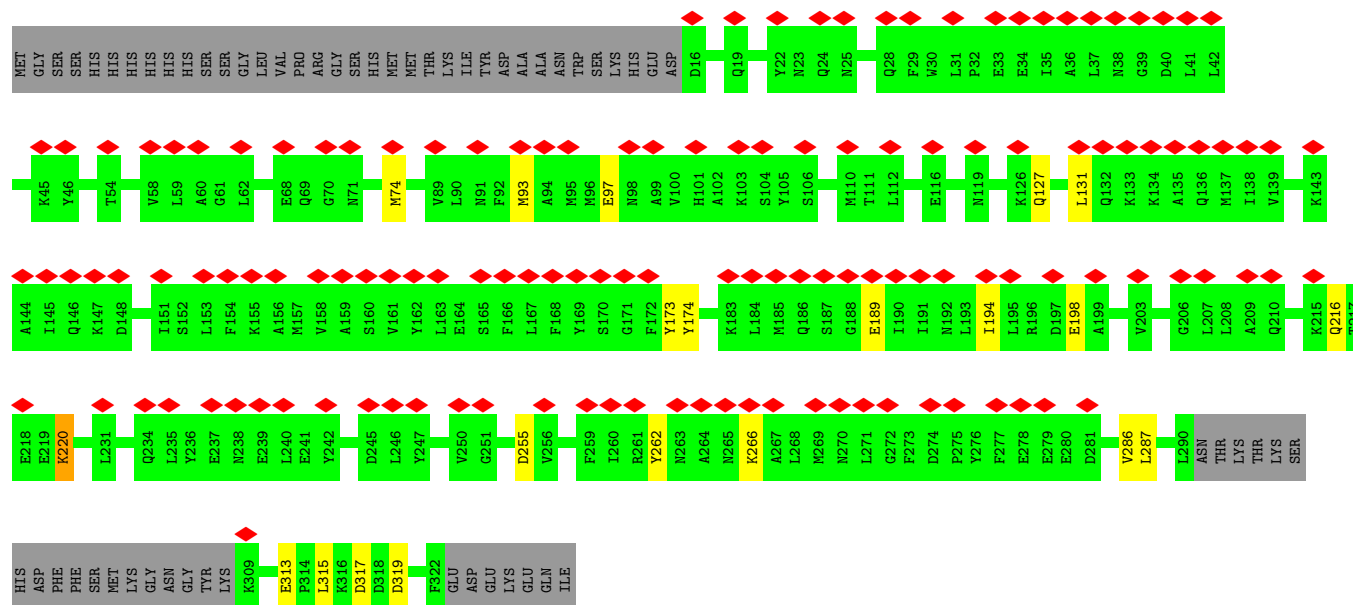 MET GLY SER SER HIS HIS HIS HIS HIS HIS SER SER GLY LEU VAL PRO ARG GLY SER HIS MET MET THR LYS ILE TYR ASP ALA ALA ASN TRP SER LYS HIS GLU ASP D16 Q19 Y22 N23 Q24 N25 Q28 F29 W30 L31 P32 E33 E34 I35 A36 L37 N38 G39 D40 L41 L42
K45 Y46 T54 V58 L59 A60 G61 L62 E68 Q69 G70 N71 M74 V89 L90 N91 F92 M93 A94 M95 M96 E97 N98 A99 V100 H101 A102 K103 S104 Y105 S106 M110 T111 L112 E116 N119 K126 Q127 L131 Q132 K133 K134 A135 Q136 M137 I138 V139 K143
A144 I145 Q146 K147 D148 I151 S152 L153 F154 K155 A156 M157 V158 A159 S160 V161 Y162 L163 E164 S165 F166 L167 F168 Y169 S170 G171 F172 Y173 Y174 K183 L184 M185 Q186 S187 G188 E189 I190 I191 N192 L193 I194 L195 R196 D197 E198 A199 V203 G206 L207 L208 A209 Q210 K215 Q216 T217
E218 E219 K220 L231 Q234 L235 Y236 E237 N238 E239 L240 E241 Y242 D245 L246 Y247 V250 G251 D255 V256 F259 I260 R261 Y262 N263 A264 N265 K266 A267 L268 M269 N270 L271 G272 F273 D274 P275 Y276 F277 E278 E279 E280 D281 V286 L287 L290 ASN THR LYS THR LYS SER
HIS ASP PHE PHE SER MET LYS GLY ASN GLY TYR LYS K309 E313 P314 L315 K316 D317 D318 D319 F322 GLU ASP GLU LYS GLU GLN ILE